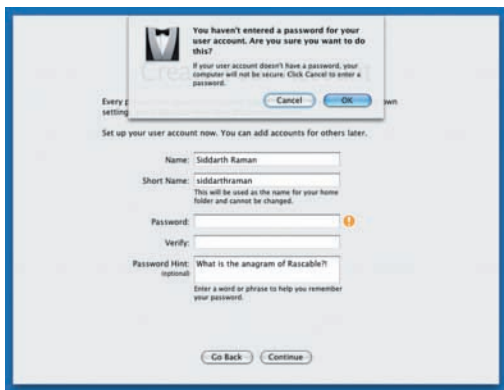 You haven't entered a password for your
user account. Are you sure you want to do
this?
If your user account doesn't have a password, your
computer will not be secure. Click Cancel to enter a
password.
Cancel
OK
Every
own
setting
Set up your user account now. You can add accounts for others later.
Name: Siddarth Raman
Short Name: siddarthraman
This will be used as the name for your home
folder and cannot be changed.
Password:
Verify:
Password Hint: What is the anagram of Rascable?!
(optional)
Enter a word or phrase to help you remember
your password.
Go Back
Continue